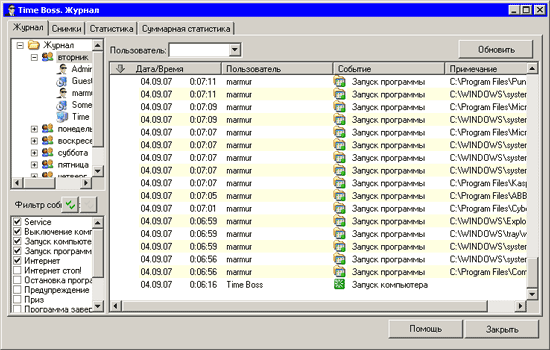 Time Boss. Журнал
Журнал Снимки Статистика Суммарная статистика
Журнал
вторник
Admin
Guest
marmu
Some
Time
понедель
воскресе
суббота
пятница
четверг
Фильтр соб
Service
Выключение комп
Запуск компьюте
Запуск программ
Интернет
Интернет стоп!
Остановка програ
Предупреждение
Приз
Программа завер
Пользователь:
Обновить
Дата/Время Пользователь Событие Примечание
04.09.07 0:07:11 marmur Запуск программы C:\Program Files\Pun
04.09.07 0:07:11 marmur Запуск программы C:\WINDOWS\system
04.09.07 0:07:09 marmur Запуск программы C:\Program Files\Micr
04.09.07 0:07:09 marmur Запуск программы C:\WINDOWS\system
04.09.07 0:07:07 marmur Запуск программы C:\Program Files\Micr
04.09.07 0:07:07 marmur Запуск программы C:\WINDOWS\system
04.09.07 0:07:07 marmur Запуск программы C:\WINDOWS\system
04.09.07 0:07:07 marmur Запуск программы C:\Program Files\Kasp
04.09.07 0:07:05 marmur Запуск программы C:\Program Files\ABB
04.09.07 0:07:01 marmur Запуск программы C:\Program Files\Cybe
04.09.07 0:06:59 marmur Запуск программы C:\WINDOWS\Explo
04.09.07 0:06:59 marmur Запуск программы C:\WINDOWS\tray\w
04.09.07 0:06:59 marmur Запуск программы C:\WINDOWS\system
04.09.07 0:06:56 marmur Запуск программы C:\WINDOWS\system
04.09.07 0:06:56 marmur Запуск программы C:\Program Files\Com
04.09.07 0:06:16 Time Boss Запуск компьютера
Помощь Закрыть